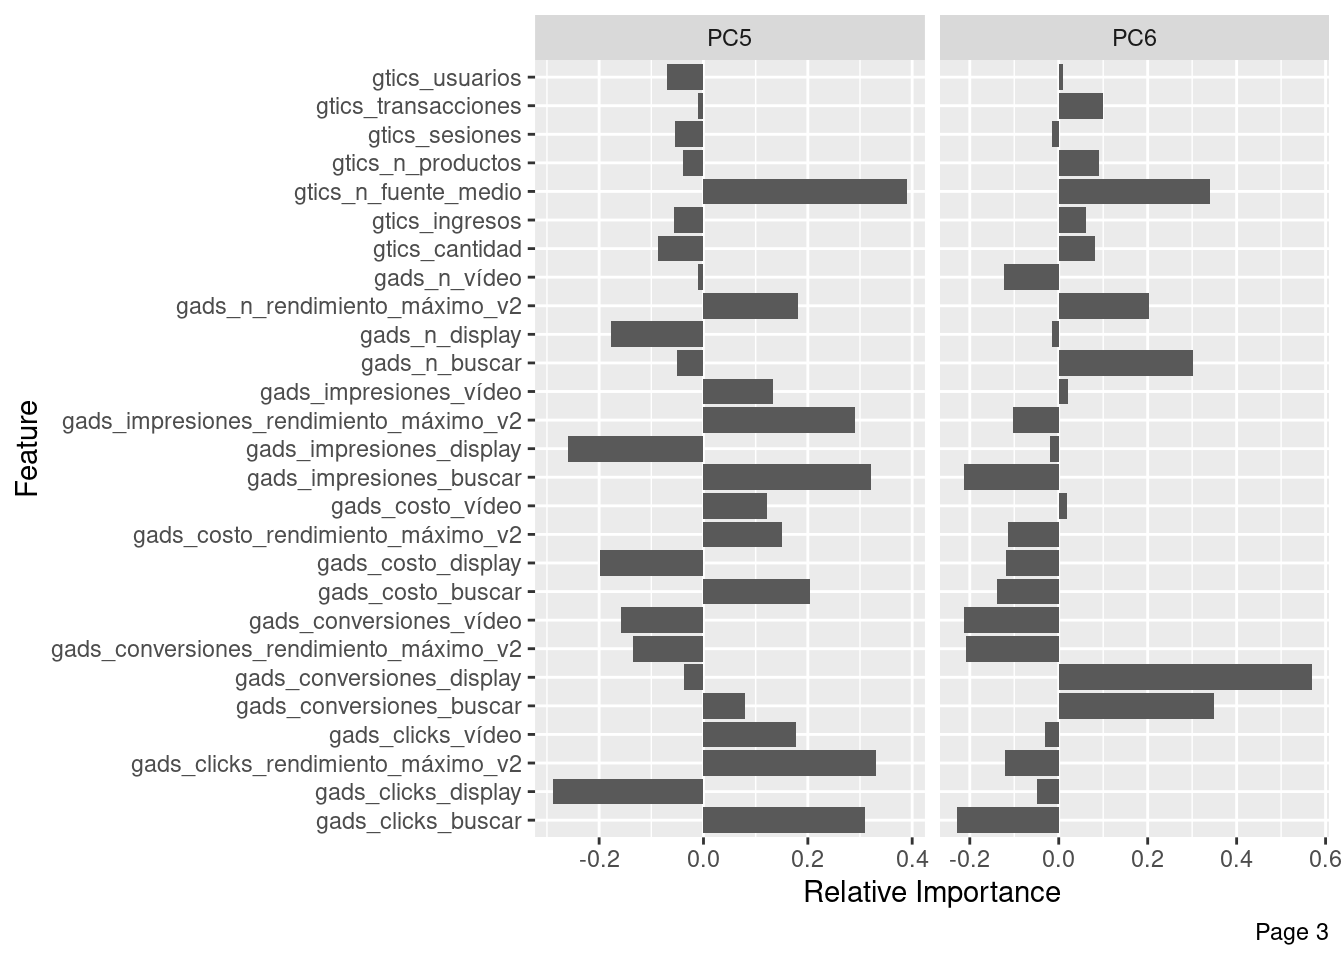 PC5 PC6
gtics_usuarios
gtics_transacciones
gtics_sesiones
gtics_n_productos
gtics_n_fuente_medio
gtics_ingresos
gtics_cantidad
gads_n_vídeo
gads_n_rendimiento_máximo_v2
gads_n_display
gads_n_buscar
gads_impresiones_vídeo
gads_impresiones_rendimiento_máximo_v2
gads_impresiones_display
gads_impresiones_buscar
gads_costo_vídeo
gads_costo_rendimiento_máximo_v2
gads_costo_display
gads_costo_buscar
gads_conversiones_vídeo
gads_conversiones_rendimiento_máximo_v2
gads_conversiones_display
gads_conversiones_buscar
gads_clicks_vídeo
gads_clicks_rendimiento_máximo_v2
gads_clicks_display
gads_clicks_buscar
Feature
-0.2 0.0 0.2 0.4 -0.2 0.0 0.2 0.4 0.6
Relative Importance
Page 3